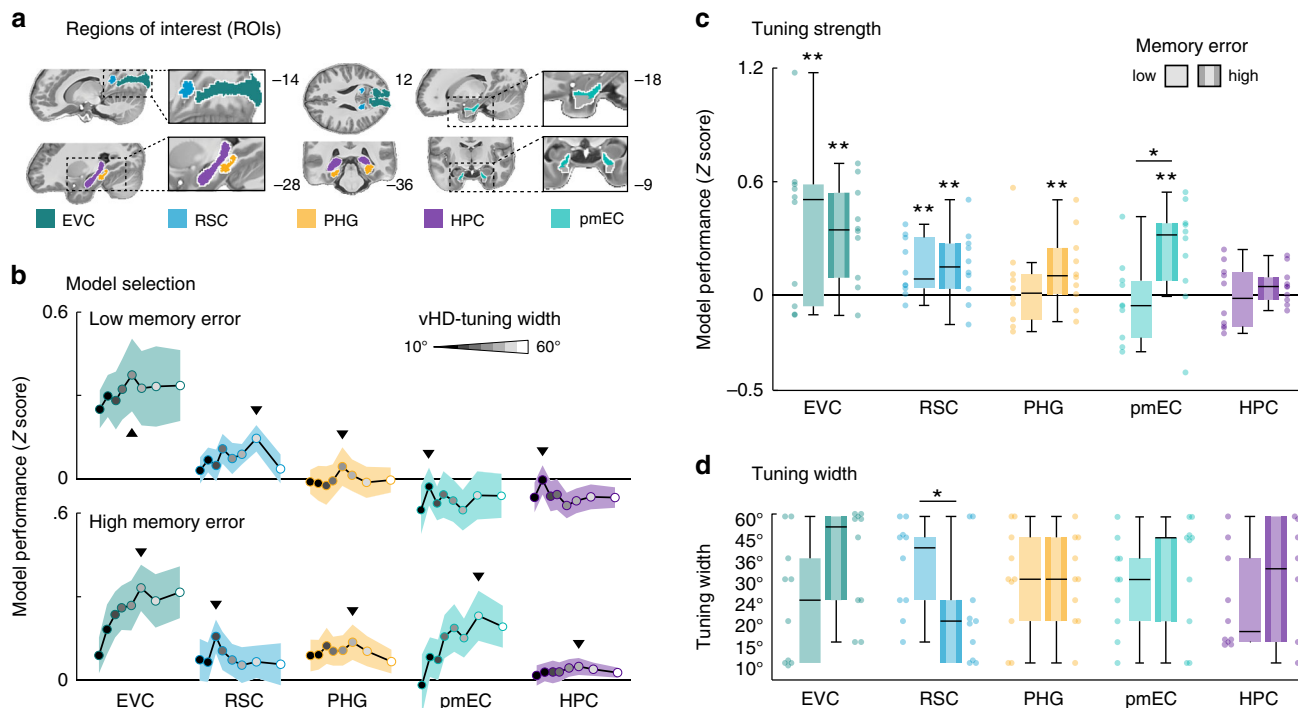 a
Regions of interest (ROIs)
–14
12
–18
–28
–36
–9
EVC
RSC
PHG
HPC
pmEC
b
Model selection
Model performance (Z score)
0.6
Low memory error
vHD-tuning width
10°
60°
0
.6
High memory error
0
EVC
RSC
PHG
pmEC
HPC
c
Tuning strength
Memory error
low
high
Model performance (Z score)
1.2
0.6
0
–0.5
**
**
**
**
**
*
**
EVC
RSC
PHG
pmEC
HPC
d
Tuning width
Tuning width
60°
45°
36°
30°
24°
20°
15°
10°
*
EVC
RSC
PHG
pmEC
HPC